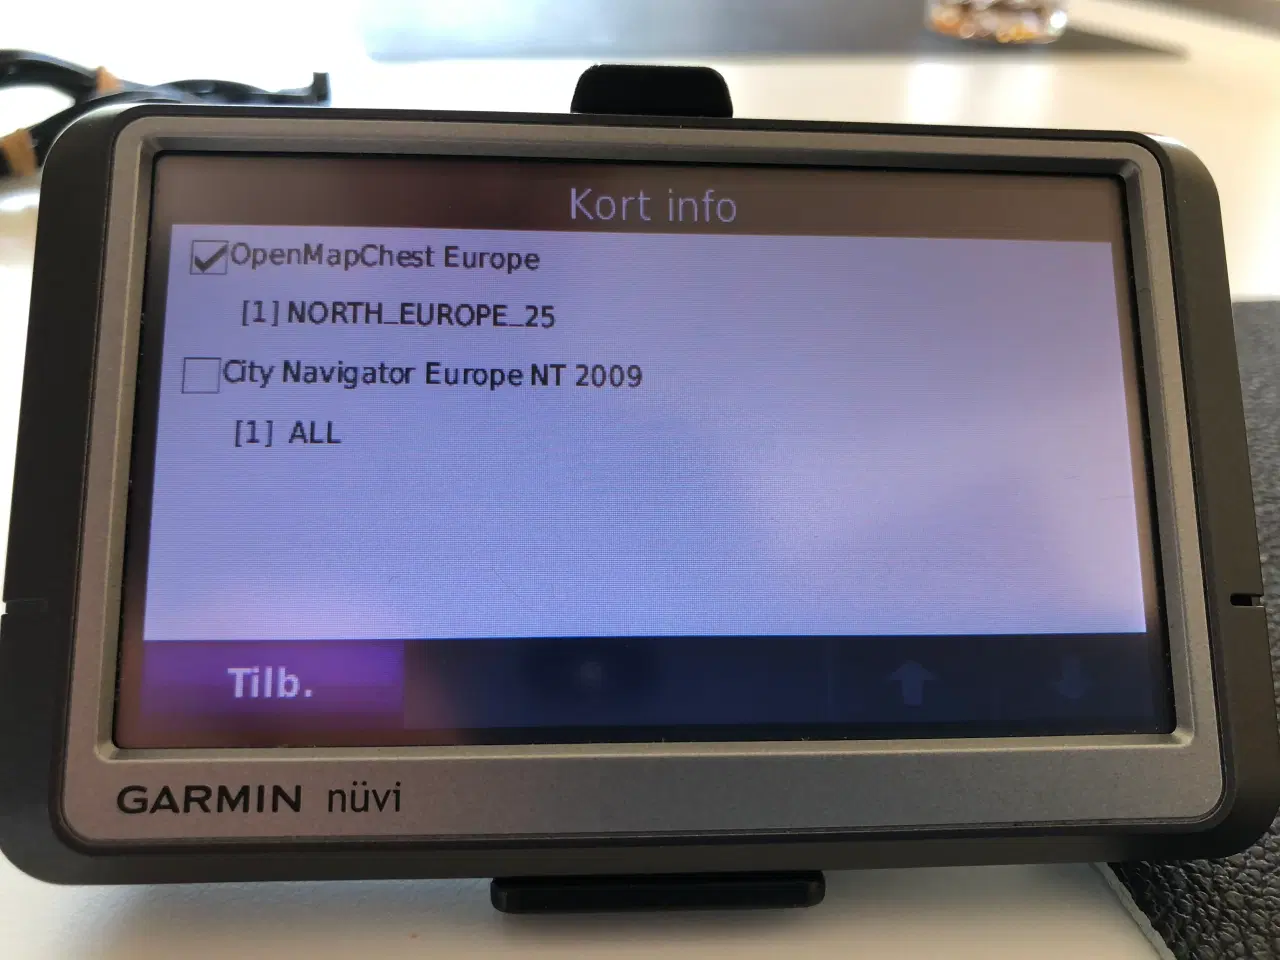 Kort info
OpenMapChest Europe
[1] NORTH_EUROPE_25
City Navigator Europe NT 2009
[1] ALL
Tilb.
GARMIN nüvi